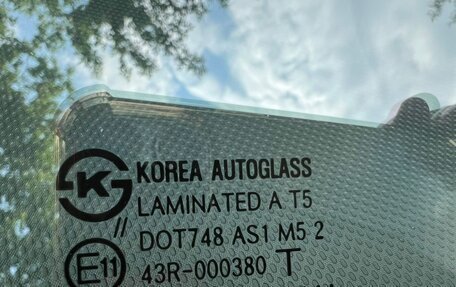 KOREA AUTOGLASS
K
LAMINATED A T5
//
DOT748 AS1 M5 2
E11
43R-000380 T